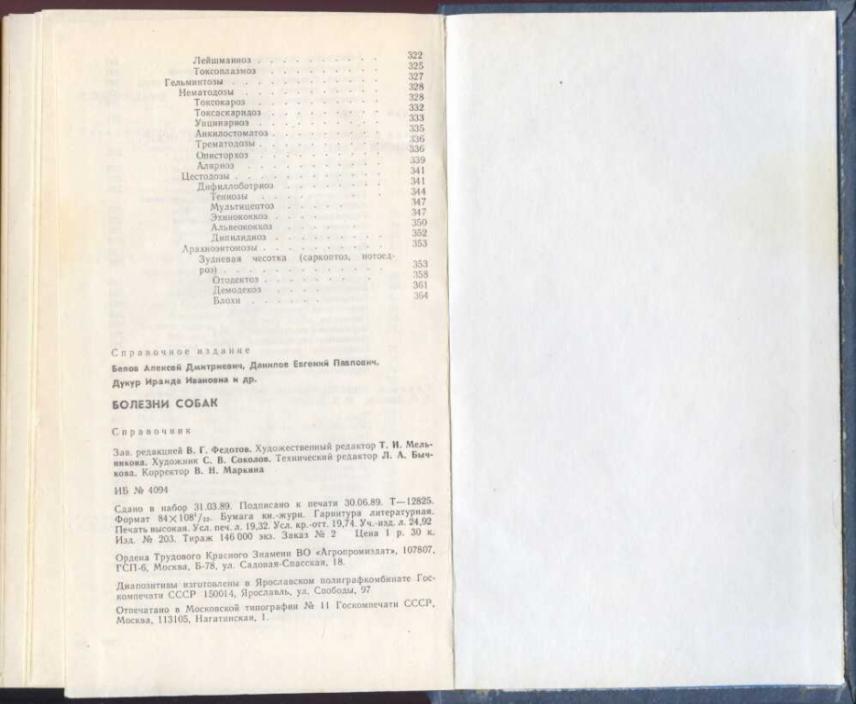 Лейшманиоз . . . . . . . . . . 322
Токсоплазмоз . . . . . . . . . . 325
Гельминтозы . . . . . . . . . . 327
Нематодозы . . . . . . . . . . 328
Токсокароз . . . . . . . . . . 328
Токсаскаридоз . . . . . . . . . . 332
Унцинариоз . . . . . . . . . . 333
Анкилостоматоз . . . . . . . . . . 335
Трематодозы . . . . . . . . . . 336
Описторхоз . . . . . . . . . . 336
Аляриоз . . . . . . . . . . 339
Цестодозы . . . . . . . . . . 341
Дифиллоботриоз . . . . . . . . . . 341
Тениозы . . . . . . . . . . 344
Мультицептоз . . . . . . . . . . 347
Эхинококкоз . . . . . . . . . . 347
Альвеококкоз . . . . . . . . . . 350
Дипилидиоз . . . . . . . . . . 352
Арахноэнтомозы . . . . . . . . . . 353
Зудневая чесотка (саркоптоз, нотоед-
роз) . . . . . . . . . . 353
Отодектоз . . . . . . . . . . 358
Демодекоз . . . . . . . . . . 361
Блохи . . . . . . . . . . 364
Справочное издание
Белов Алексей Дмитриевич, Данилов Евгений Павлович,
Дукур Иранда Ивановна и др.
БОЛЕЗНИ СОБАК
Справочник
Зав. редакцией В. Г. Федотов. Художественный редактор Т. И. Мель-
никова. Художник С. В. Соколов. Технический редактор Л. А. Быч-
кова. Корректор В. Н. Маркина
ИБ № 4094
Сдано в набор 31.03.89. Подписано к печати 30.06.89. Т—12825.
Формат 84×108¹/₃₂. Бумага кн.-журн. Гарнитура литературная.
Печать высокая. Усл. печ. л. 19,32. Усл. кр.-отт. 19,74. Уч.-изд. л. 24,92
Изд. № 203. Тираж 146 000 экз. Заказ № 2 Цена 1 р. 30 к.
Ордена Трудового Красного Знамени ВО «Агропромиздат», 107807,
ГСП-6, Москва, Б-78, ул. Садовая-Спасская, 18.
Диапозитивы изготовлены в Ярославском полиграфкомбинате Гос-
компечати СССР 150014, Ярославль, ул. Свободы, 97
Отпечатано в Московской типографии № 11 Госкомпечати СССР,
Москва, 113105, Нагатинская, 1.